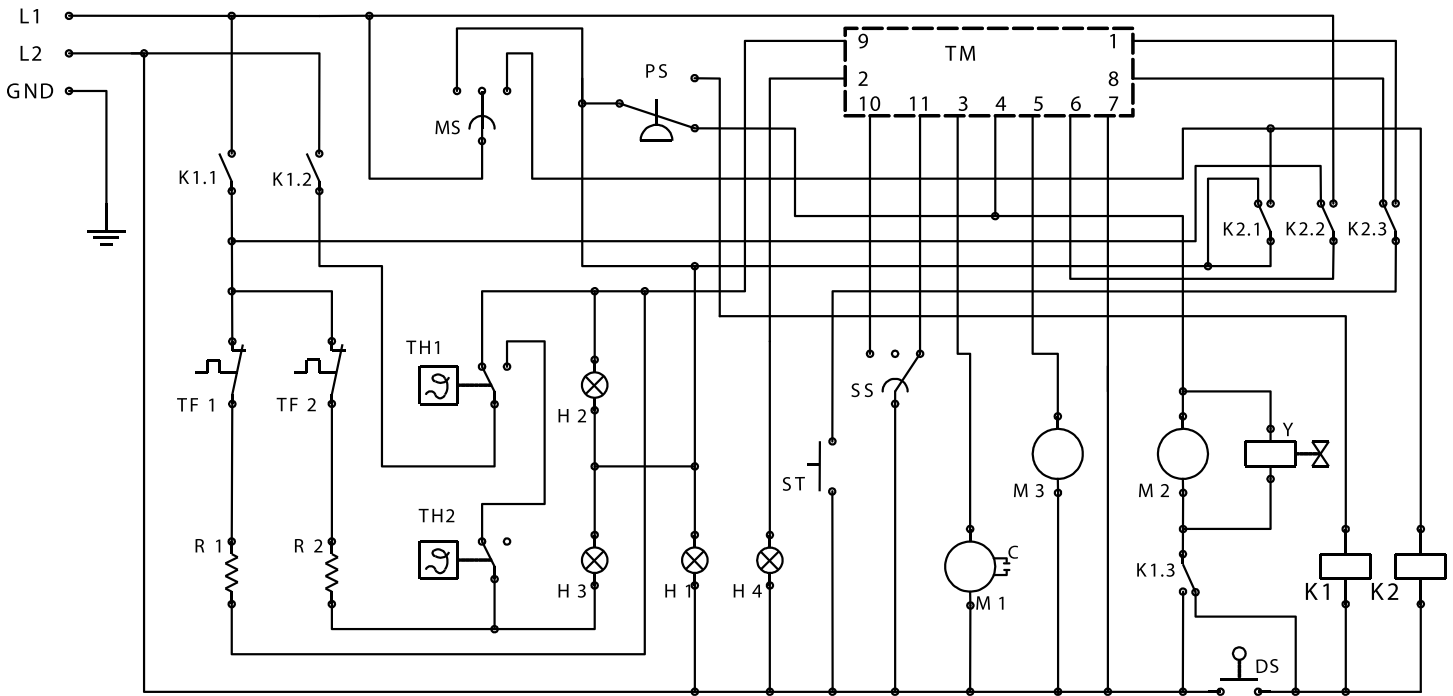 L1
L2
GND
MS
PS
TM
9
2
10
11
3
4
5
6
7
1
8
K1.1
K1.2
K2.1
K2.2
K2.3
TF 1
TF 2
TH1
H 2
SS
ST
M 3
M 2
Y
R 1
R 2
TH2
H 3
H 1
H 4
C
M 1
K1.3
K1
K2
DS